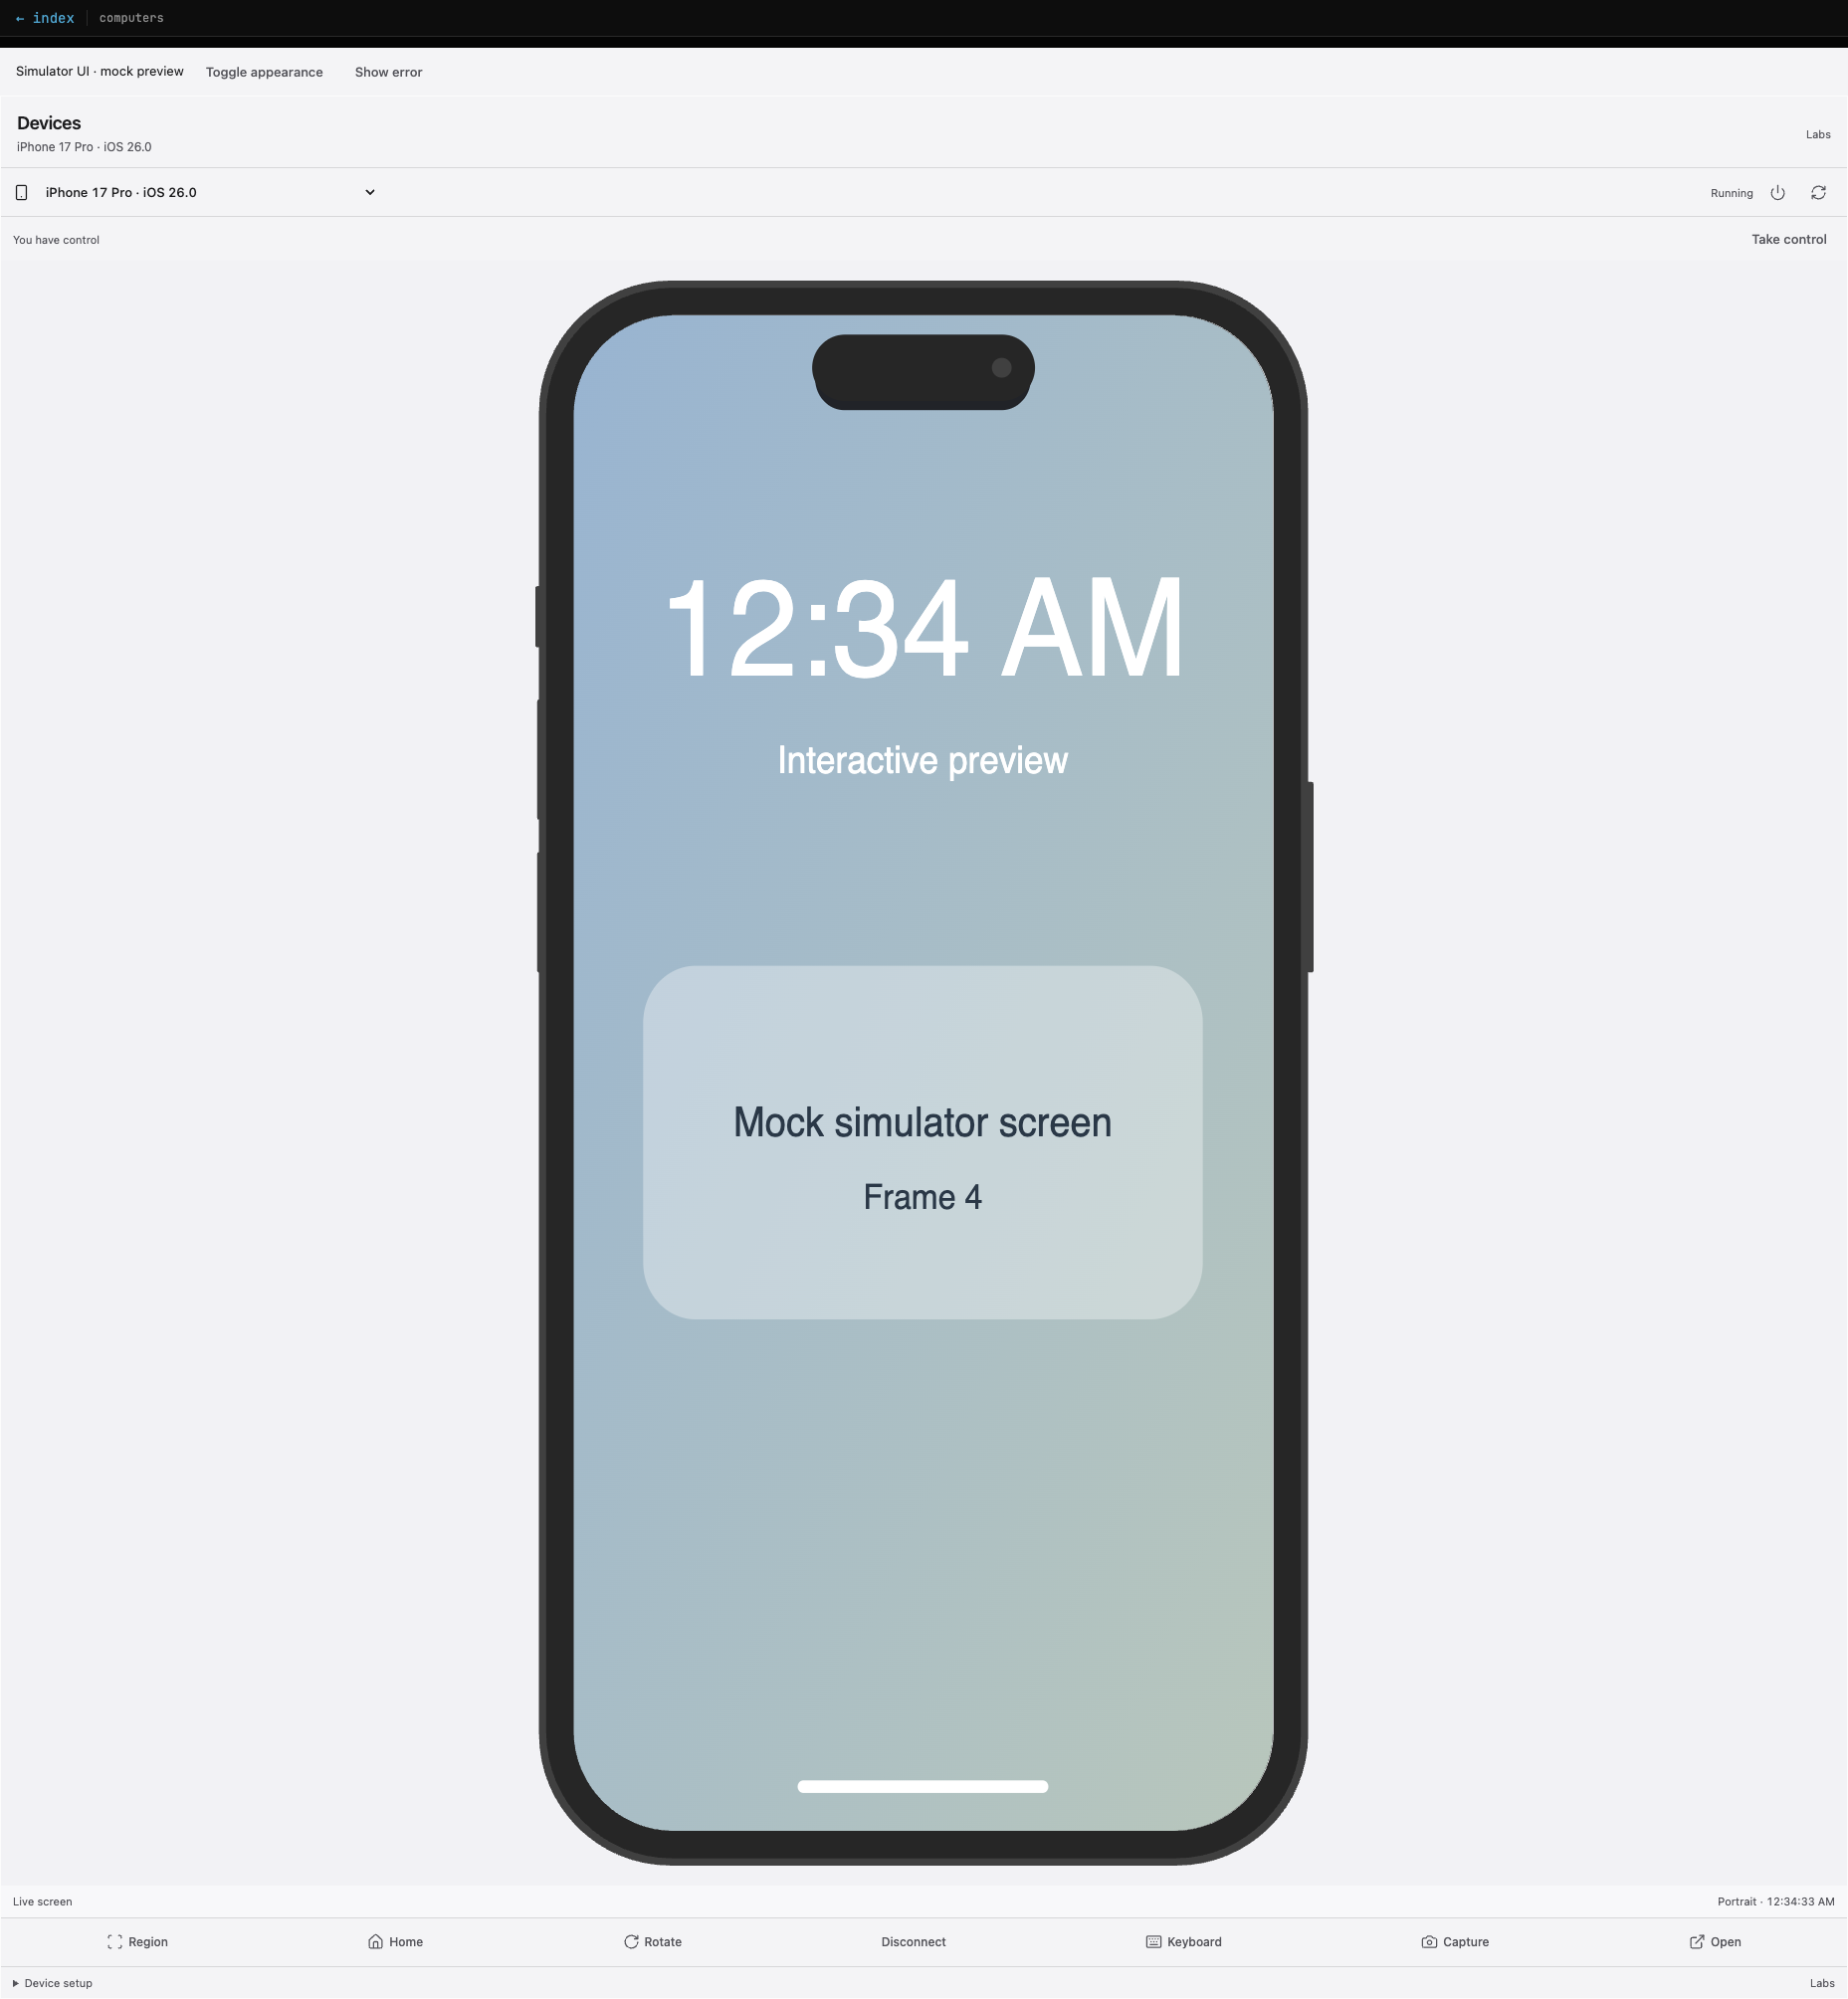 ← index computers
Simulator UI · mock preview Toggle appearance Show error
Devices
iPhone 17 Pro · iOS 26.0
Labs
iPhone 17 Pro · iOS 26.0
Running
You have control
Take control
12:34 AM
Interactive preview
Mock simulator screen
Frame 4
Live screen
Portrait · 12:34:33 AM
Region Home Rotate Disconnect Keyboard Capture Open
Device setup
Labs